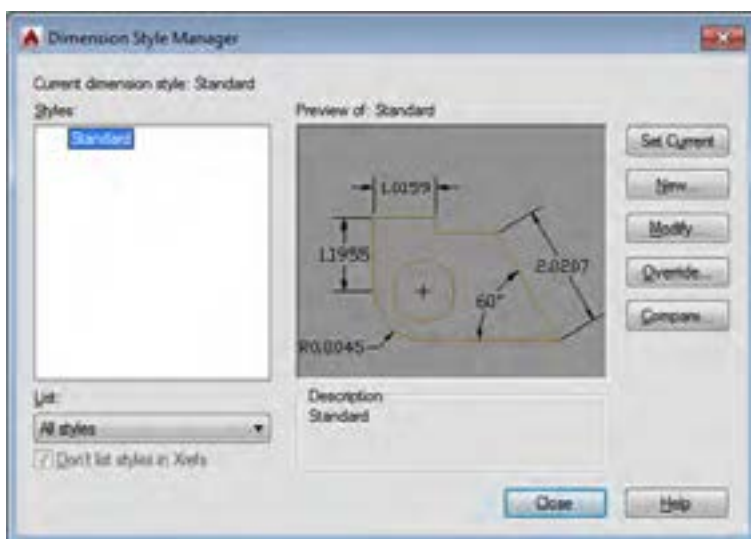 Dimension Style Manager
Current dimension style: Standard
Styles:
Standard
Preview of: Standard
1.0159
1.1955
2.0207
60°
R0.8045
Set Current
New...
Modify...
Override...
Compare...
List:
All styles
Don't list styles in Xrefs
Description
Standard
Close
Help